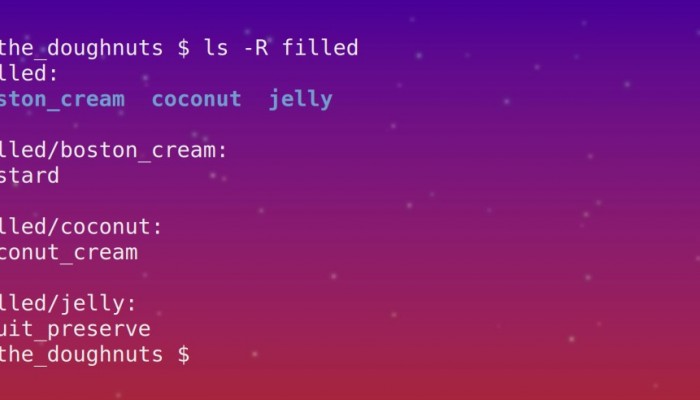 the_doughnuts $ ls -R filled
lled:
ston_cream coconut jelly
lled/boston_cream:
stard
lled/coconut:
conut_cream
lled/jelly:
uit_preserve
the_doughnuts $